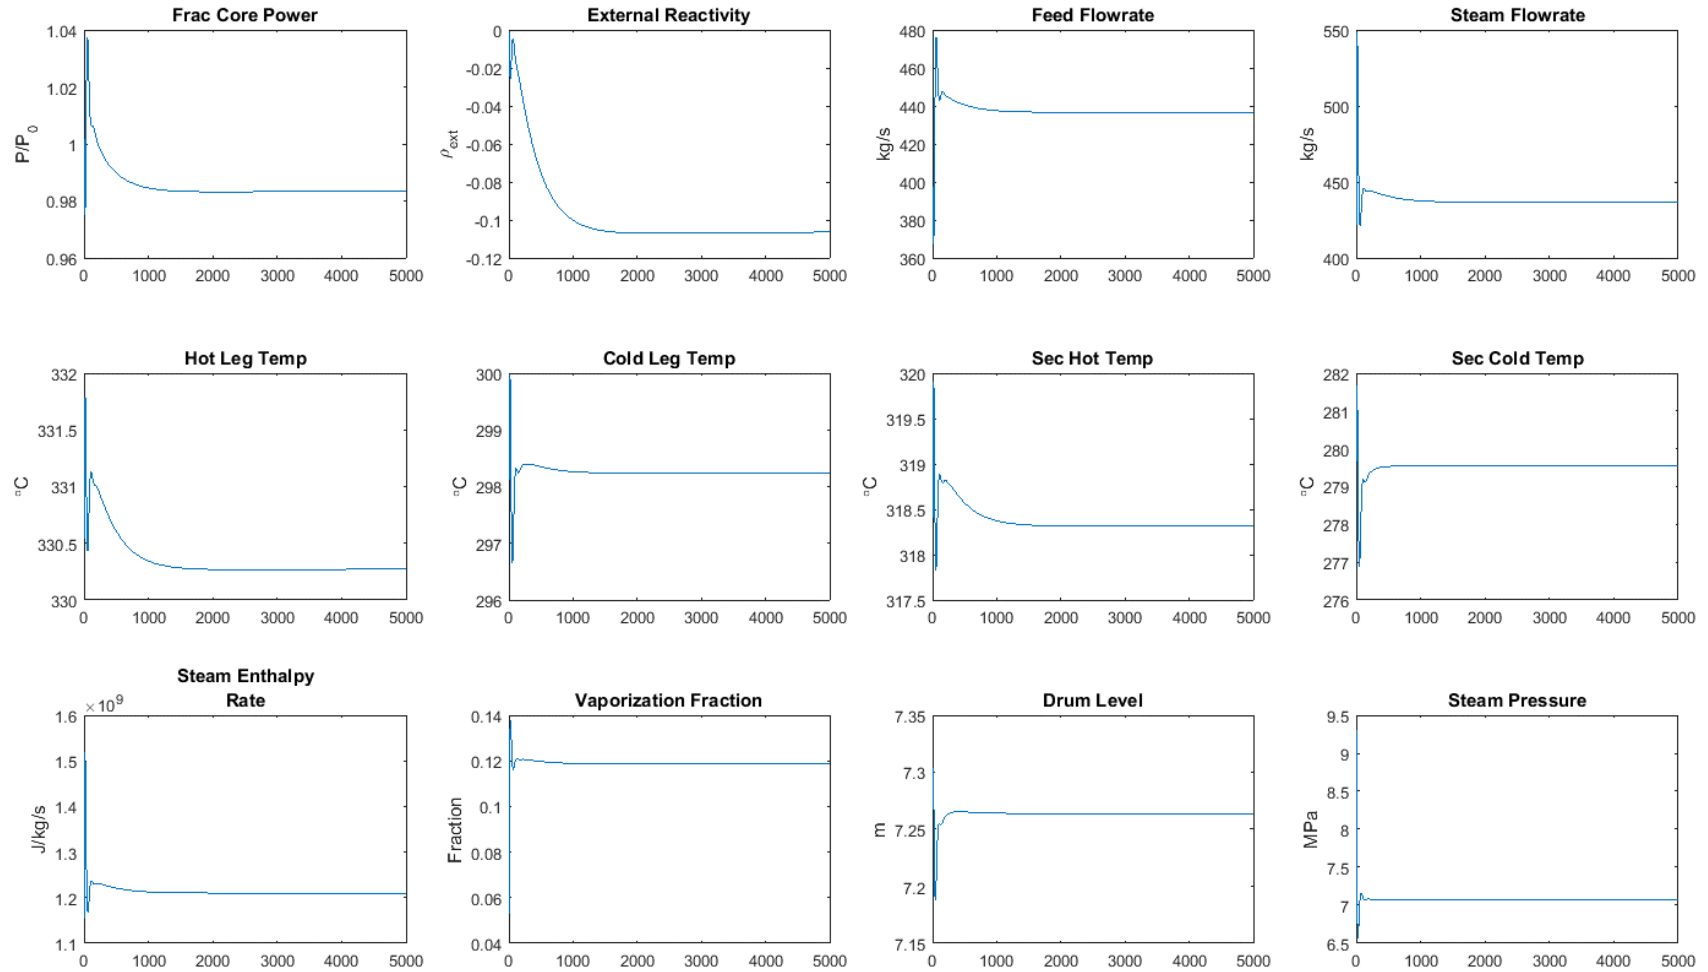 Frac Core Power
P/P0
1.04
1.02
1
0.98
0.96
0 1000 2000 3000 4000 5000
External Reactivity
ρext
0
-0.02
-0.04
-0.06
-0.08
-0.1
-0.12
0 1000 2000 3000 4000 5000
Feed Flowrate
kg/s
480
460
440
420
400
380
360
0 1000 2000 3000 4000 5000
Steam Flowrate
kg/s
550
500
450
400
0 1000 2000 3000 4000 5000
Hot Leg Temp
°C
332
331.5
331
330.5
330
0 1000 2000 3000 4000 5000
Cold Leg Temp
°C
300
299
298
297
296
0 1000 2000 3000 4000 5000
Sec Hot Temp
°C
320
319.5
319
318.5
318
317.5
0 1000 2000 3000 4000 5000
Sec Cold Temp
°C
282
281
280
279
278
277
276
0 1000 2000 3000 4000 5000
Steam Enthalpy
Rate
× 10^9
J/kg/s
1.6
1.5
1.4
1.3
1.2
1.1
0 1000 2000 3000 4000 5000
Vaporization Fraction
Fraction
0.14
0.12
0.1
0.08
0.06
0.04
0 1000 2000 3000 4000 5000
Drum Level
m
7.35
7.3
7.25
7.2
7.15
0 1000 2000 3000 4000 5000
Steam Pressure
MPa
9.5
9
8.5
8
7.5
7
6.5
0 1000 2000 3000 4000 5000